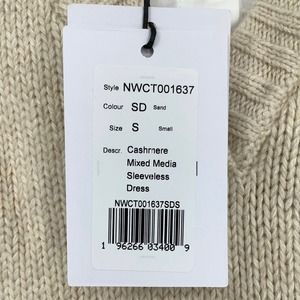 Style NWCT001637
Colour SD Sand
Size S Small
Descr. Cashmere
Mixed Media
Sleeveless
Dress
NWCT001637SDS
1 96266 03400 9